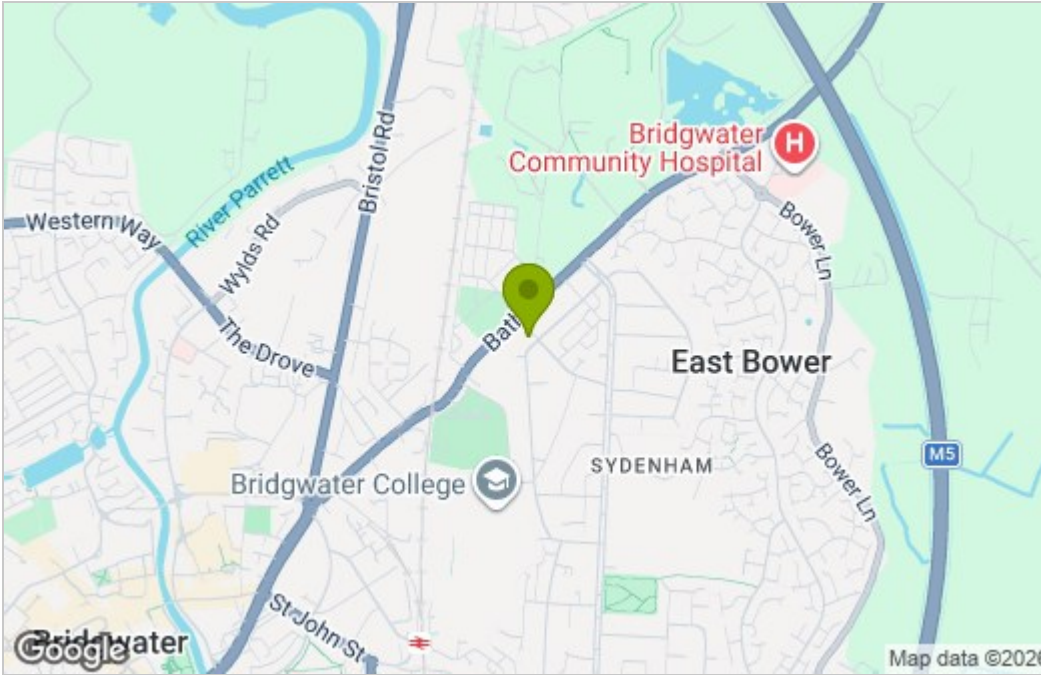 Bridgwater
Community Hospital
H
Bristol Rd
River Parrett
Western Way
Wylds Rd
Bower Ln
Bath
The Drove
East Bower
M5
SYDENHAM
Bridgwater College
Bower Ln
St John St
Bridgwater
Google
Map data ©2026